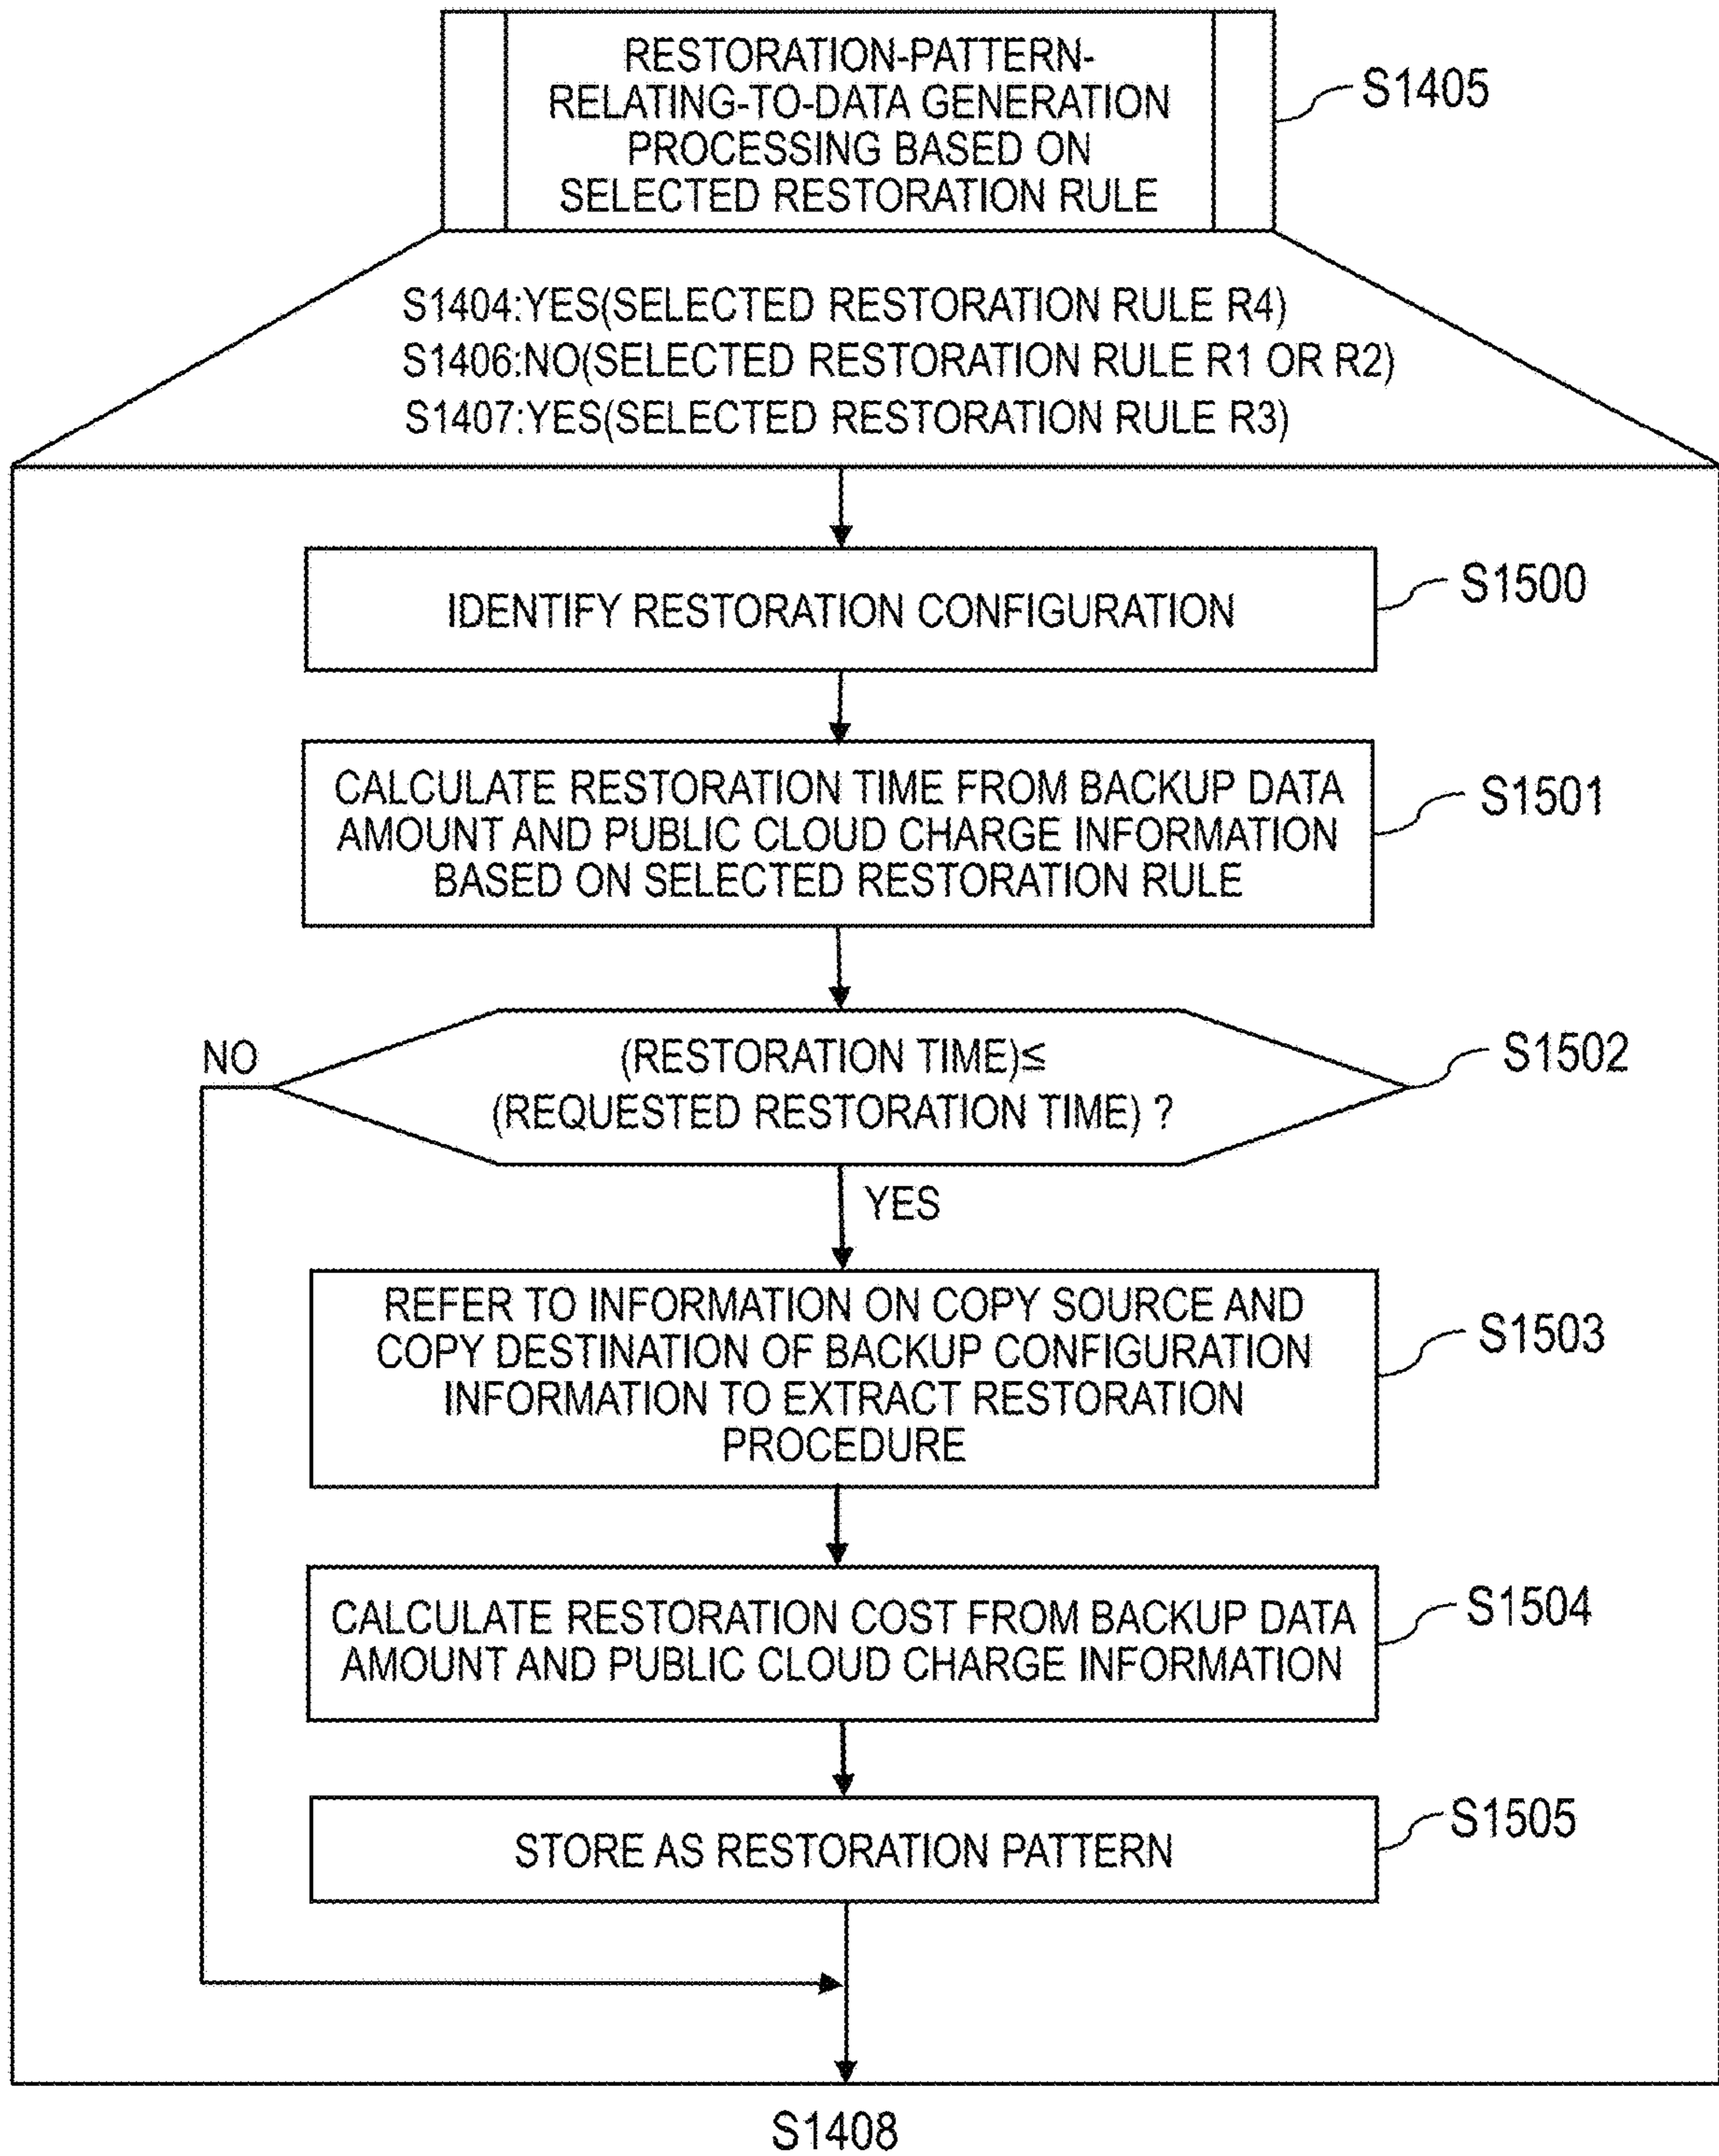 RESTORATION-PATTERN-
RELATING-TO-DATA GENERATION
PROCESSING BASED ON
SELECTED RESTORATION RULE
S1405
S1404:YES(SELECTED RESTORATION RULE R4)
S1406:NO(SELECTED RESTORATION RULE R1 OR R2)
S1407:YES(SELECTED RESTORATION RULE R3)
IDENTIFY RESTORATION CONFIGURATION
S1500
CALCULATE RESTORATION TIME FROM BACKUP DATA
AMOUNT AND PUBLIC CLOUD CHARGE INFORMATION
BASED ON SELECTED RESTORATION RULE
S1501
NO
(RESTORATION TIME)≤
(REQUESTED RESTORATION TIME) ?
S1502
YES
REFER TO INFORMATION ON COPY SOURCE AND
COPY DESTINATION OF BACKUP CONFIGURATION
INFORMATION TO EXTRACT RESTORATION
PROCEDURE
S1503
CALCULATE RESTORATION COST FROM BACKUP DATA
AMOUNT AND PUBLIC CLOUD CHARGE INFORMATION
S1504
STORE AS RESTORATION PATTERN
S1505
S1408